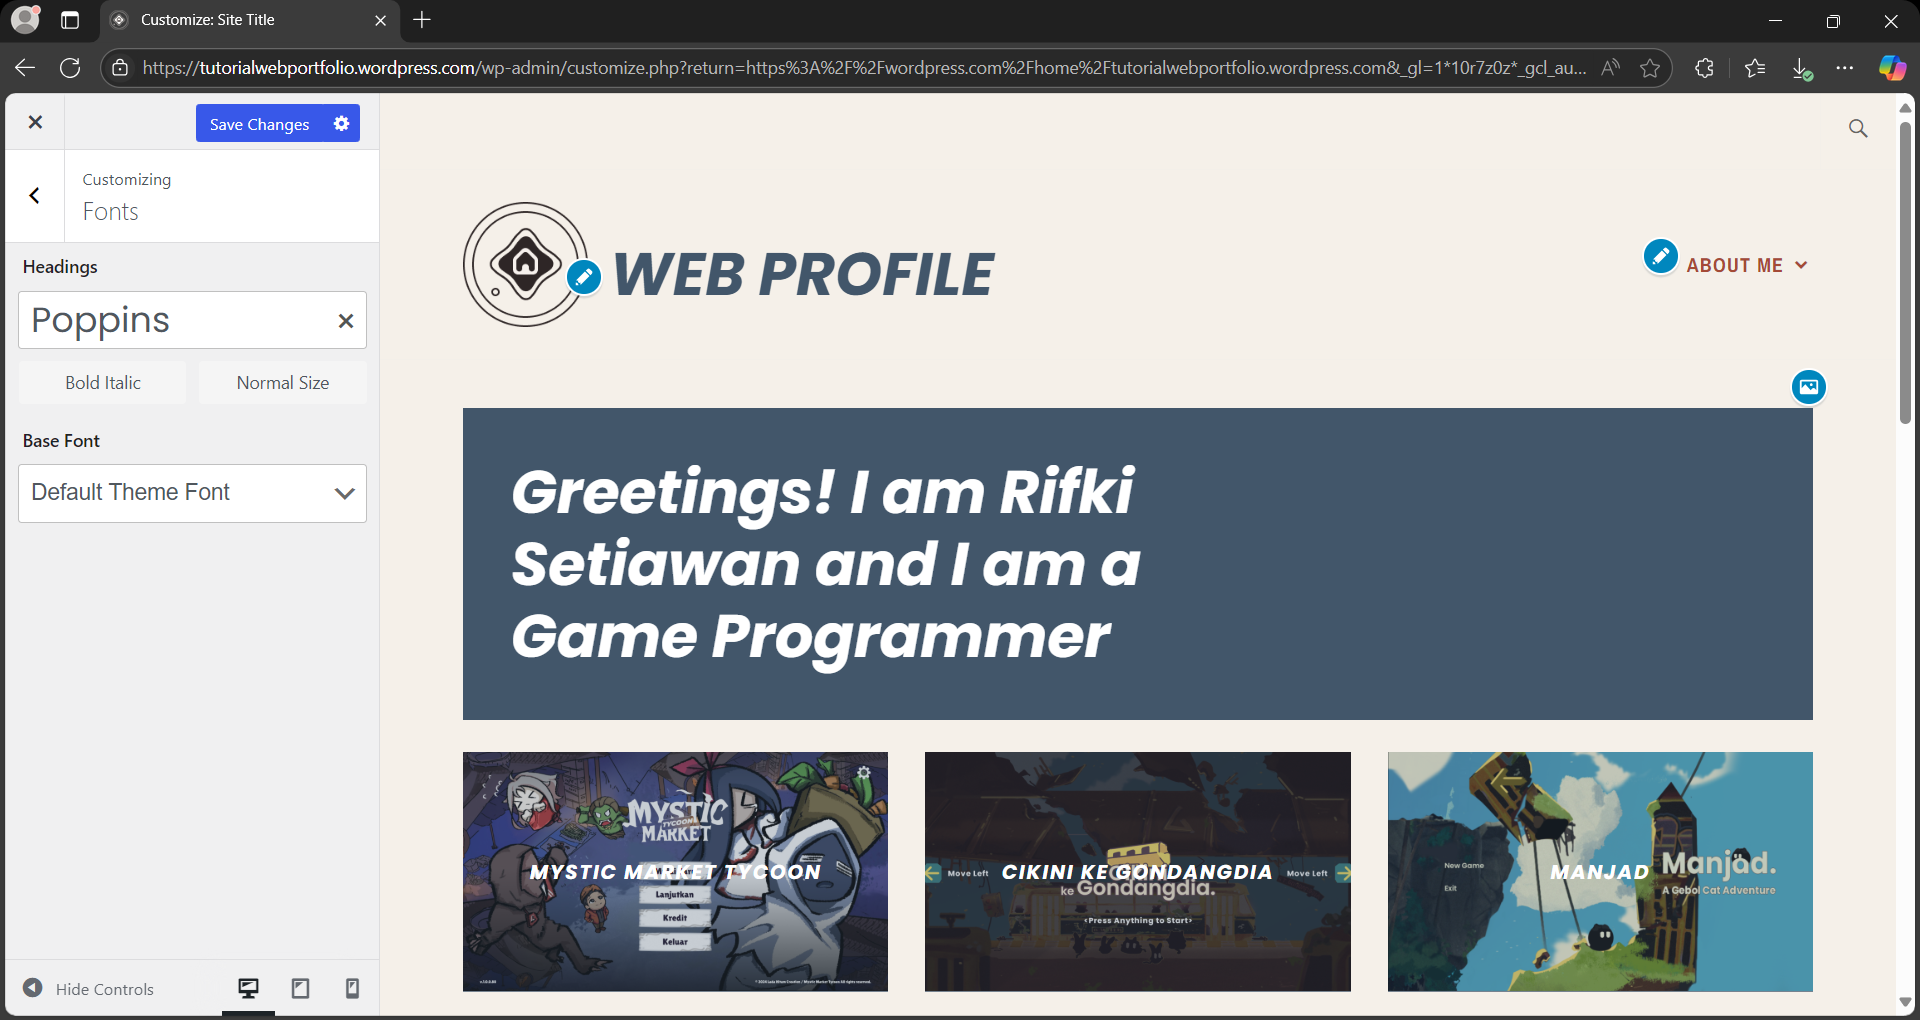 Customize: Site Title
https://tutorialwebportfolio.wordpress.com/wp-admin/customize.php?return=https%3A%2F%2Fwordpress.com%2Fhome%2Ftutorialwebportfolio.wordpress.com&_gl=1*10r7z0z*_gcl_au...
Save Changes
Customizing
Fonts
Headings
Poppins
Bold Italic
Normal Size
Base Font
Default Theme Font
Hide Controls
WEB PROFILE
ABOUT ME
Greetings! I am Rifki
Setiawan and I am a
Game Programmer
MYSTIC
TYCOON
MARKET
MYSTIC MARKET TYCOON
Lanjutkan
Kredit
Keluar
Move Left
CIKINI KE GONDANGDIA
Move Left
ke Gondangdia.
<Press Anything to Start>
New Game
Exit
MANJAD
Manjad.
A Gebol Cat Adventure